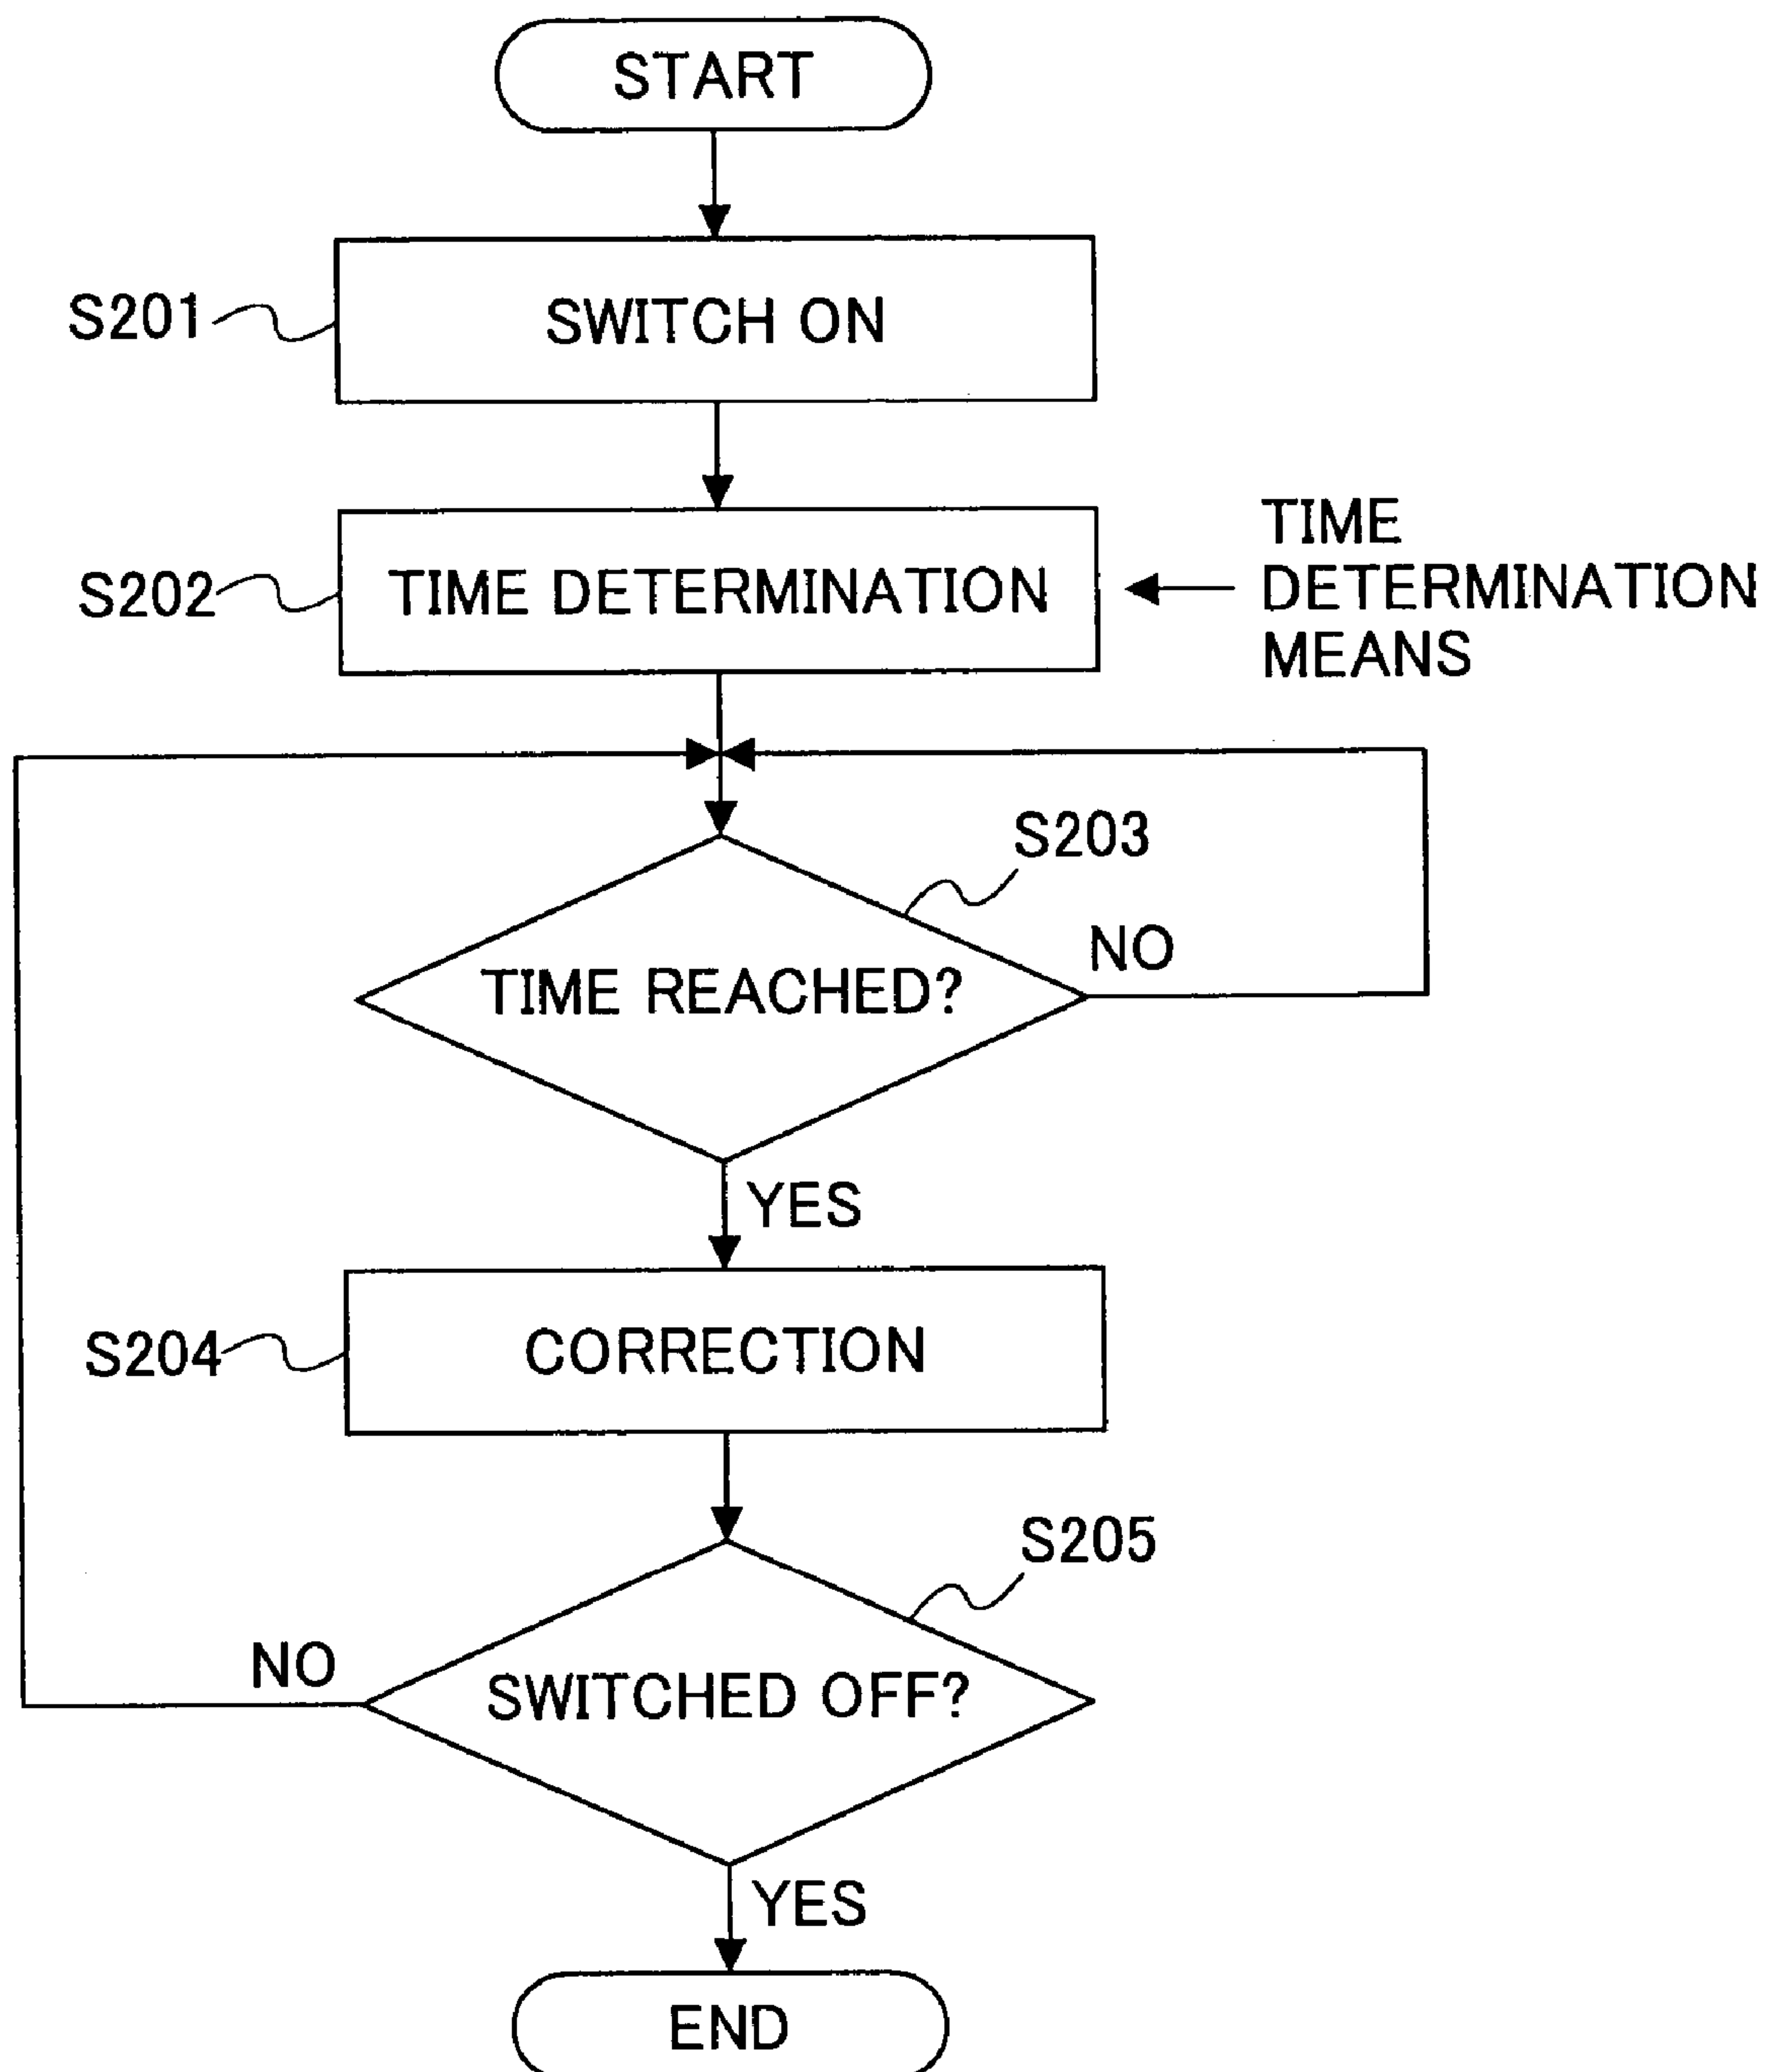 START
S201
SWITCH ON
S202
TIME DETERMINATION
TIME
DETERMINATION
MEANS
S203
TIME REACHED?
NO
YES
S204
CORRECTION
S205
NO
SWITCHED OFF?
YES
END